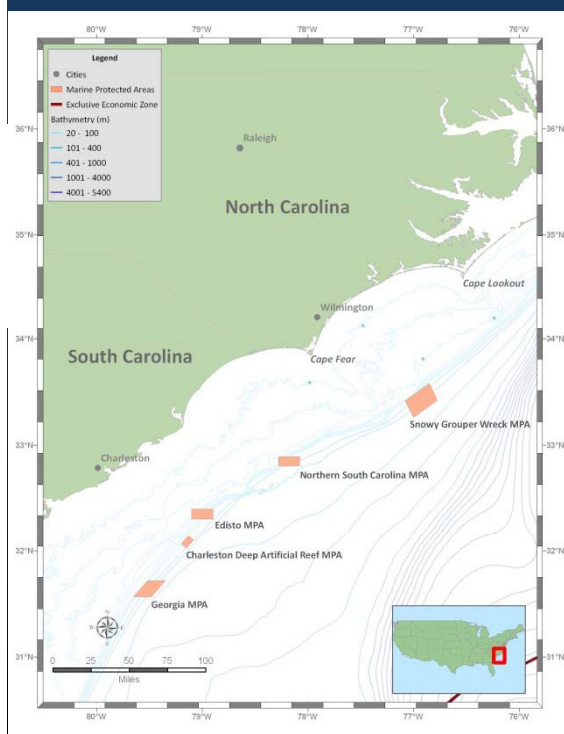 80°W 79°W 78°W 77°W 76°W
Legend
Cities
Marine Protected Areas
Exclusive Economic Zone
Bathymetry (m)
20 - 100
101 - 400
401 - 1000
1001 - 4000
4001 - 5400
36°N 36°N
Raleigh
North Carolina
35°N 35°N
Cape Lookout
Wilmington
34°N 34°N
South Carolina
Cape Fear
Snowy Grouper Wreck MPA
33°N 33°N
Charleston
Northern South Carolina MPA
Edisto MPA
32°N 32°N
Charleston Deep Artificial Reef MPA
Georgia MPA
N
W E
S
31°N 31°N
0 25 50 100
Miles
80°W 79°W 78°W 77°W 76°W